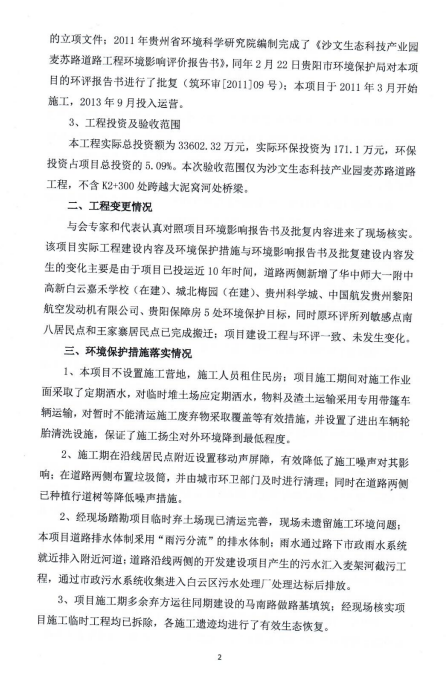 的立项文件；2011年贵州省环境科学研究院编制完成了《沙文生态科技产业园
麦苏路道路工程环境影响评价报告书》，同年2月22日贵阳市环境保护局对本项
目的环评报告书进行了批复（筑环审[2011]09号）；本项目于2011年3月开始
施工，2013年9月投入运营。
3、工程投资及验收范围
本工程实际总投资额为33602.32万元，实际环保投资为171.1万元，环保
投资占项目总投资的5.09%。本次验收范围仅为沙文生态科技产业园麦苏路道路
工程，不含K2+300处跨越大泥窝河处桥梁。
二、工程变更情况
与会专家和代表认真对照项目环境影响报告书及批复内容进来了现场核实。
该项目实际工程建设内容及环境保护措施与环境影响报告书及批复建设内容发
生的变化主要是由于项目已投运近10年时间，道路两侧新增了华中师大一附中
高新白云嘉禾学校（在建）、城北梅园（在建）、贵州科学城、中国航发贵州黎阳
航空发动机有限公司、贵阳保障房5处环境保护目标，同时原环评所列敏感点南
八居民点和王家寨居民点已完成搬迁；项目建设工程与环评一致、未发生变化。
三、环境保护措施落实情况
1、本项目不设置施工营地，施工人员租住民房；项目施工期间对施工作业
面采取了定期洒水，对临时堆土场应定期洒水，物料及渣土运输采用专用带篷车
辆运输，对暂时不能清运施工废弃物采取覆盖等有效措施，并设置了进出车辆轮
胎清洗设施，保证了施工扬尘对外环境降到最低程度。
2、施工期在沿线居民点附近设置移动声屏障，有效降低了施工噪声对其影
响；在道路两侧布置垃圾筒，并由城市环卫部门及时进行清理；同时在道路两侧
已种植行道树等降低噪声措施。
2、经现场踏勘项目临时弃土场现已清运完善，现场未遗留施工环境问题；
本项目道路排水体制采用“雨污分流”的排水体制；雨水通过路下市政雨水系统
就近排入附近河道；道路沿线两侧的开发建设项目产生的污水汇入麦架河截污工
程，通过市政污水系统收集进入白云区污水处理厂处理达标后排放。
3、项目施工期多余弃方运往同期建设的马南路做路基填筑；经现场核实项
目施工临时工程均已拆除，各施工遗迹均进行了有效生态恢复。
2